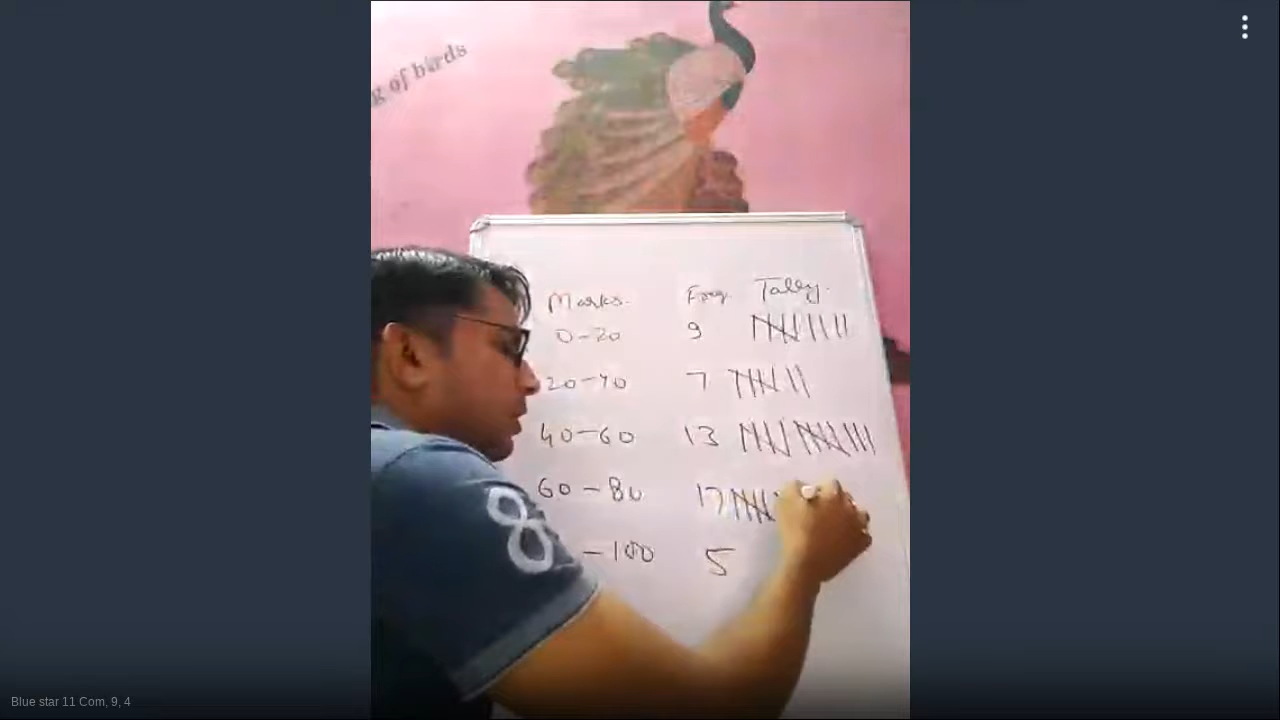 g of birds
Marks. Freq. Tally.
0-20 9
20-40 7
40-60 13
60-80 17
-100 5
8
Blue star 11 Com, 9, 4